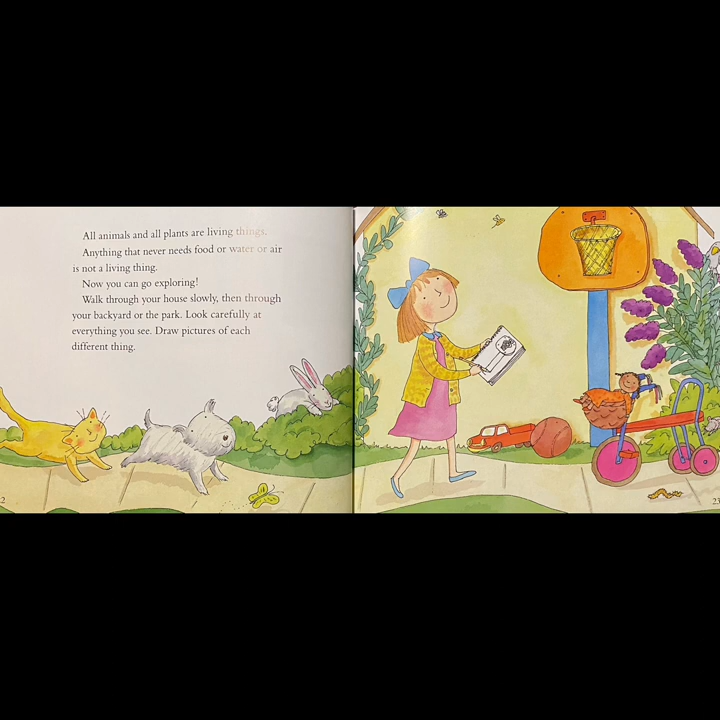 All animals and all plants are living things.
Anything that never needs food or water or air
is not a living thing.
Now you can go exploring!
Walk through your house slowly, then through
your backyard or the park. Look carefully at
everything you see. Draw pictures of each
different thing.
2
23